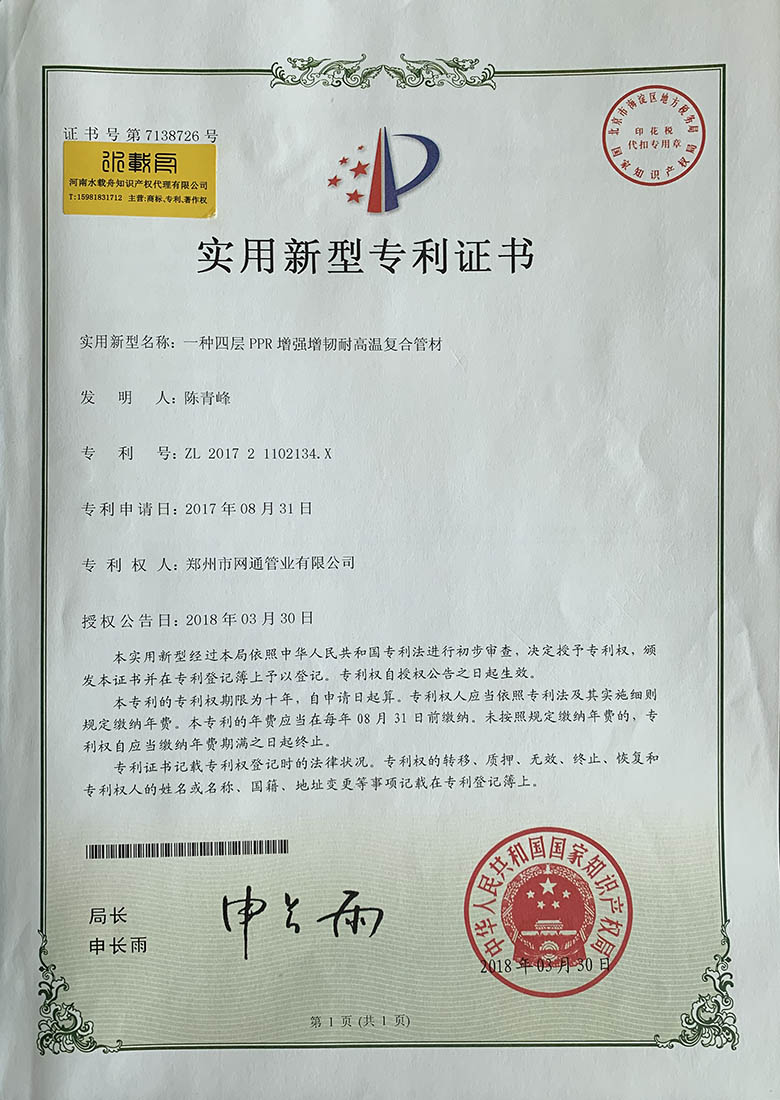 证书号第7138726号
水载舟
河南水载舟知识产权代理有限公司
T:15981831712 主营:商标、专利、著作权
北京市海淀区地方税务局
印花税
代扣专用章
国家知识产权局
实用新型专利证书
实用新型名称：一种四层PPR增强增韧耐高温复合管材
发明人：陈青峰
专利号：ZL 2017 2 1102134.X
专利申请日：2017年08月31日
专利权人：郑州市网通管业有限公司
授权公告日：2018年03月30日
本实用新型经过本局依照中华人民共和国专利法进行初步审查，决定授予专利权，颁
发本证书并在专利登记簿上予以登记。专利权自授权公告之日起生效。
本专利的专利权期限为十年，自申请日起算。专利权人应当依照专利法及其实施细则
规定缴纳年费。本专利的年费应当在每年08月31日前缴纳。未按照规定缴纳年费的，专
利权自应当缴纳年费期满之日起终止。
专利证书记载专利权登记时的法律状况。专利权的转移、质押、无效、终止、恢复和
专利权人的姓名或名称、国籍、地址变更等事项记载在专利登记簿上。
局长
申长雨
申长雨
中华人民共和国国家知识产权局
2018年03月30日
第1页(共1页)